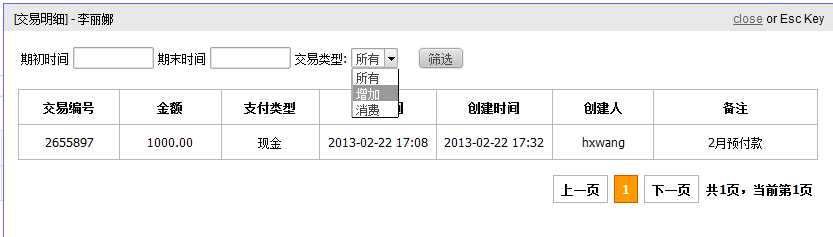 [交易明细] - 李丽娜 close or Esc Key
期初时间 期末时间 交易类型: 所有 筛选
所有
增加
消费
交易编号 金额 支付类型 间 创建时间 创建人 备注
2655897 1000.00 现金 2013-02-22 17:08 2013-02-22 17:32 hxwang 2月预付款
上一页 1 下一页 共1页，当前第1页